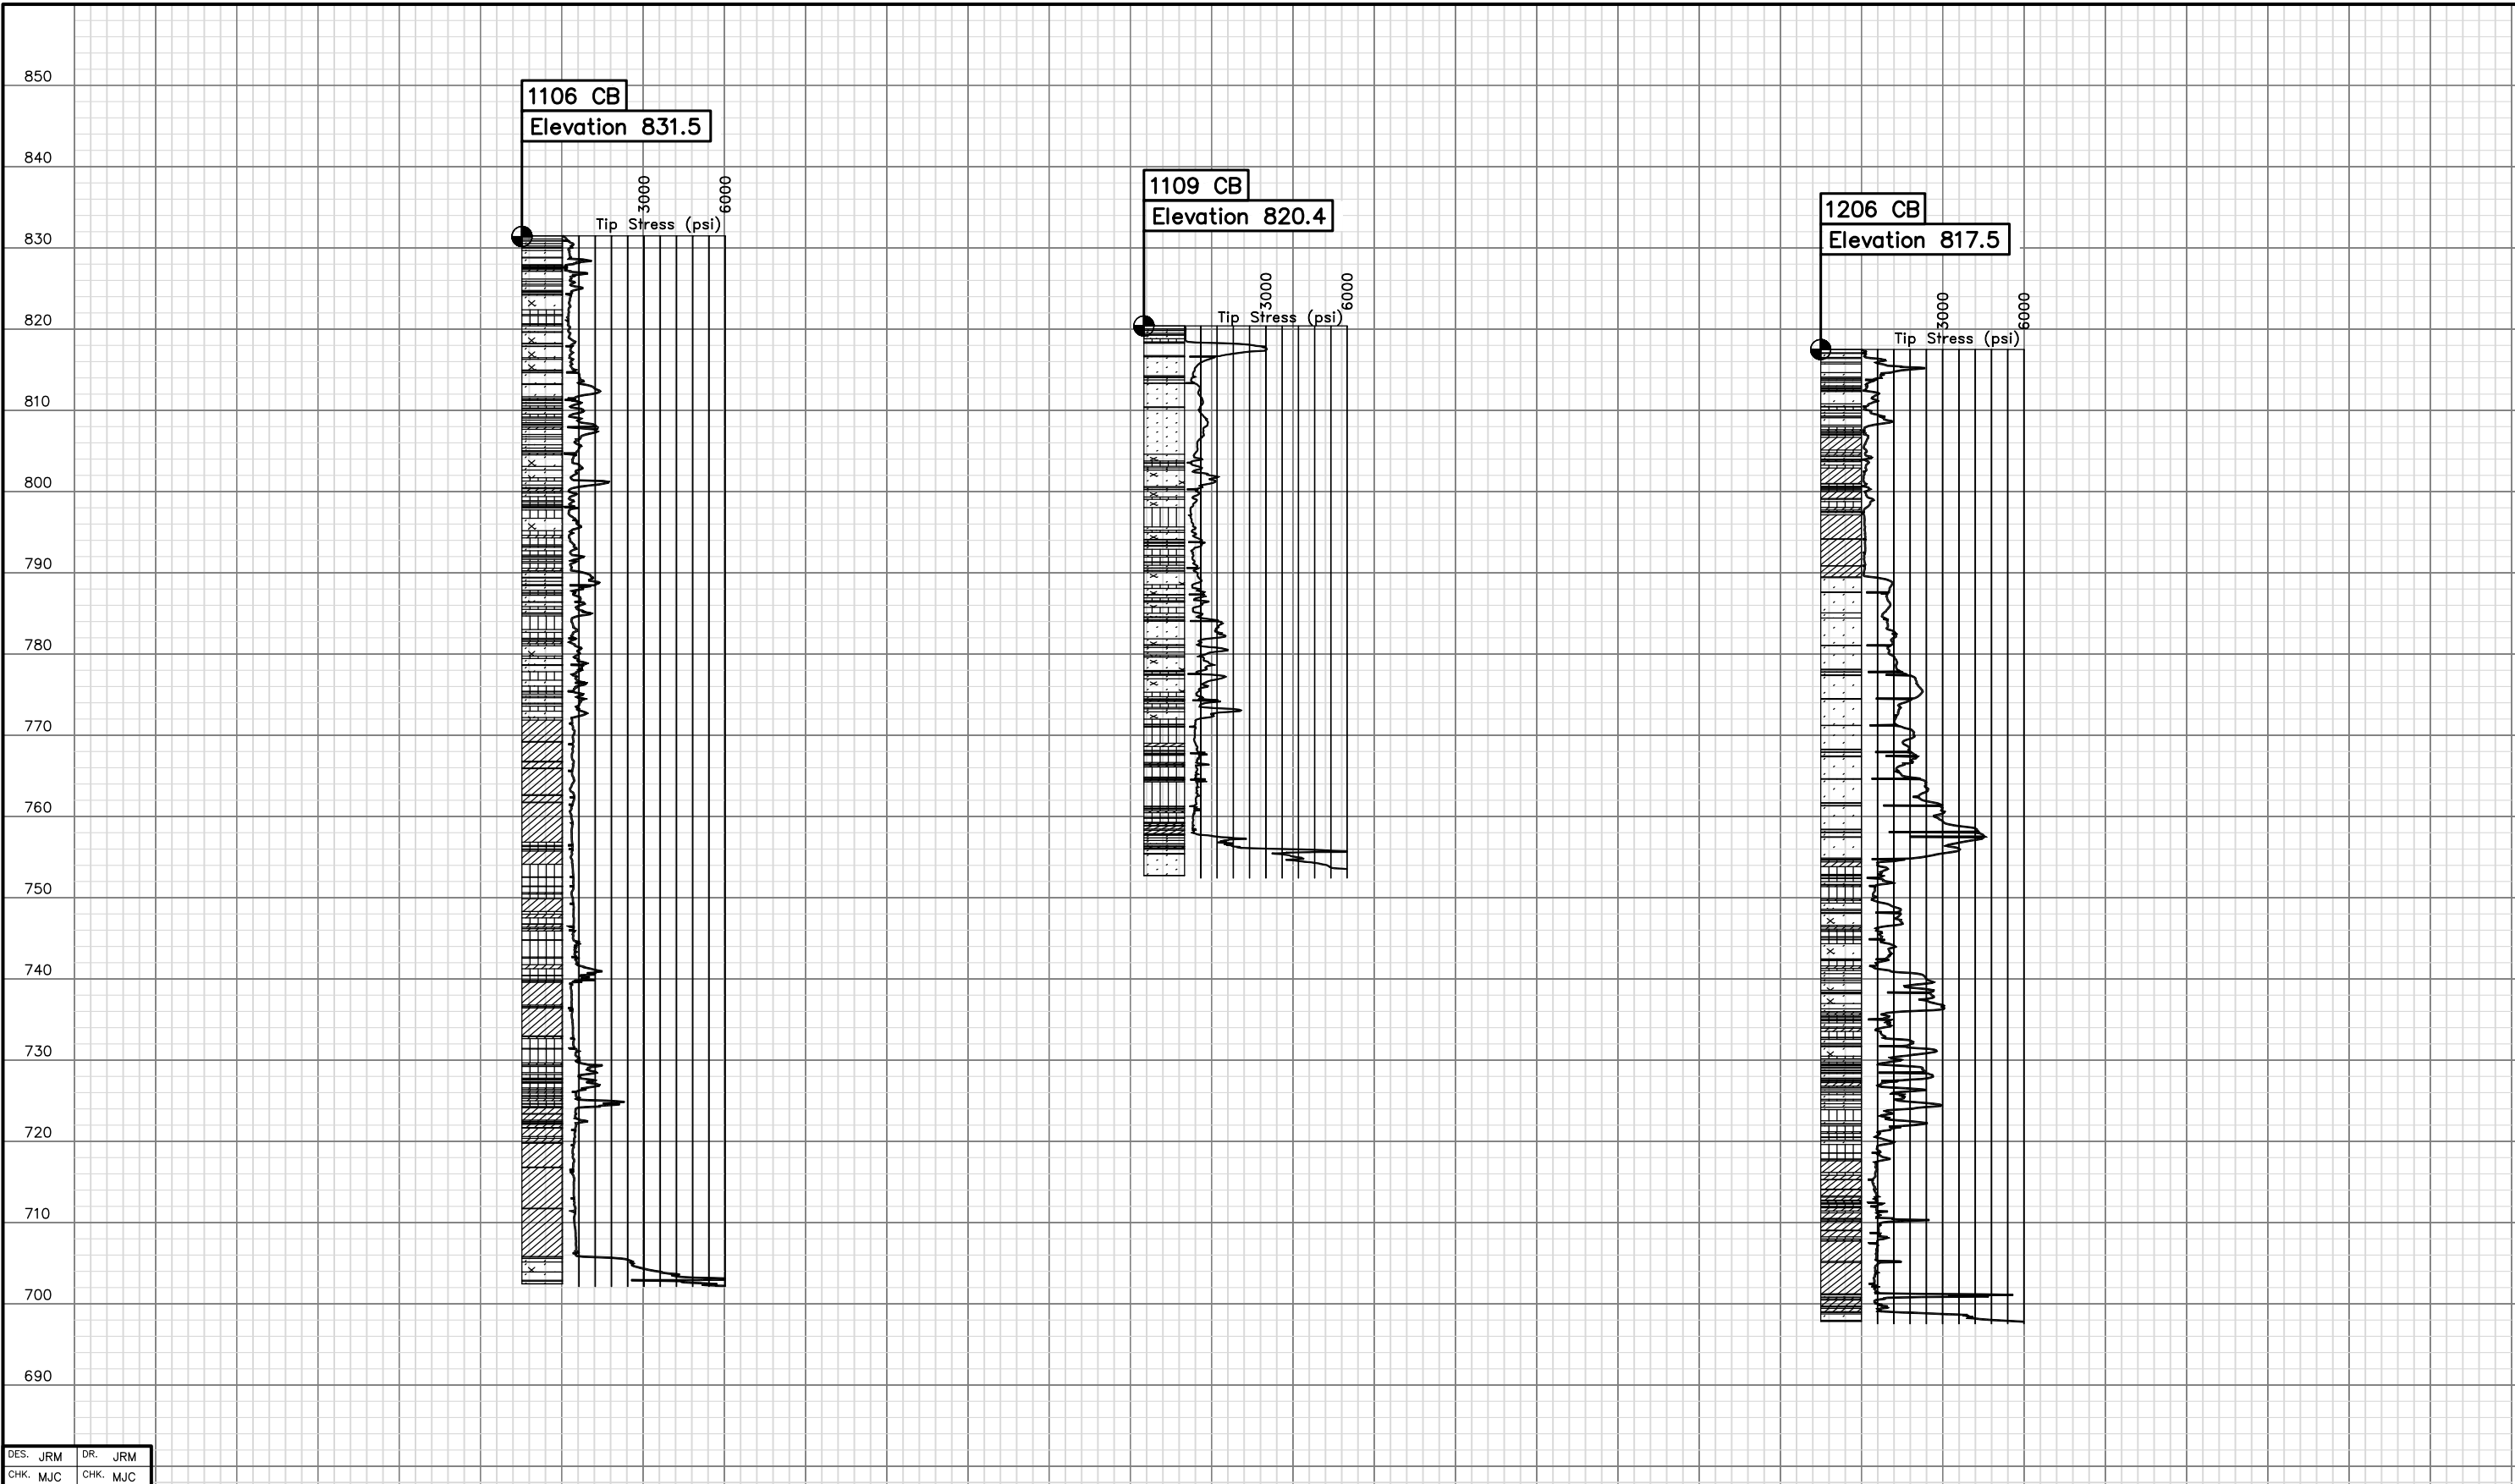 850
840
830
820
810
800
790
780
770
760
750
740
730
720
710
700
690
1106 CB
Elevation 831.5
3000
6000
Tip Stress (psi)
1109 CB
Elevation 820.4
3000
6000
Tip Stress (psi)
1206 CB
Elevation 817.5
3000
6000
Tip Stress (psi)
DES. JRM DR. JRM
CHK. MJC CHK. MJC